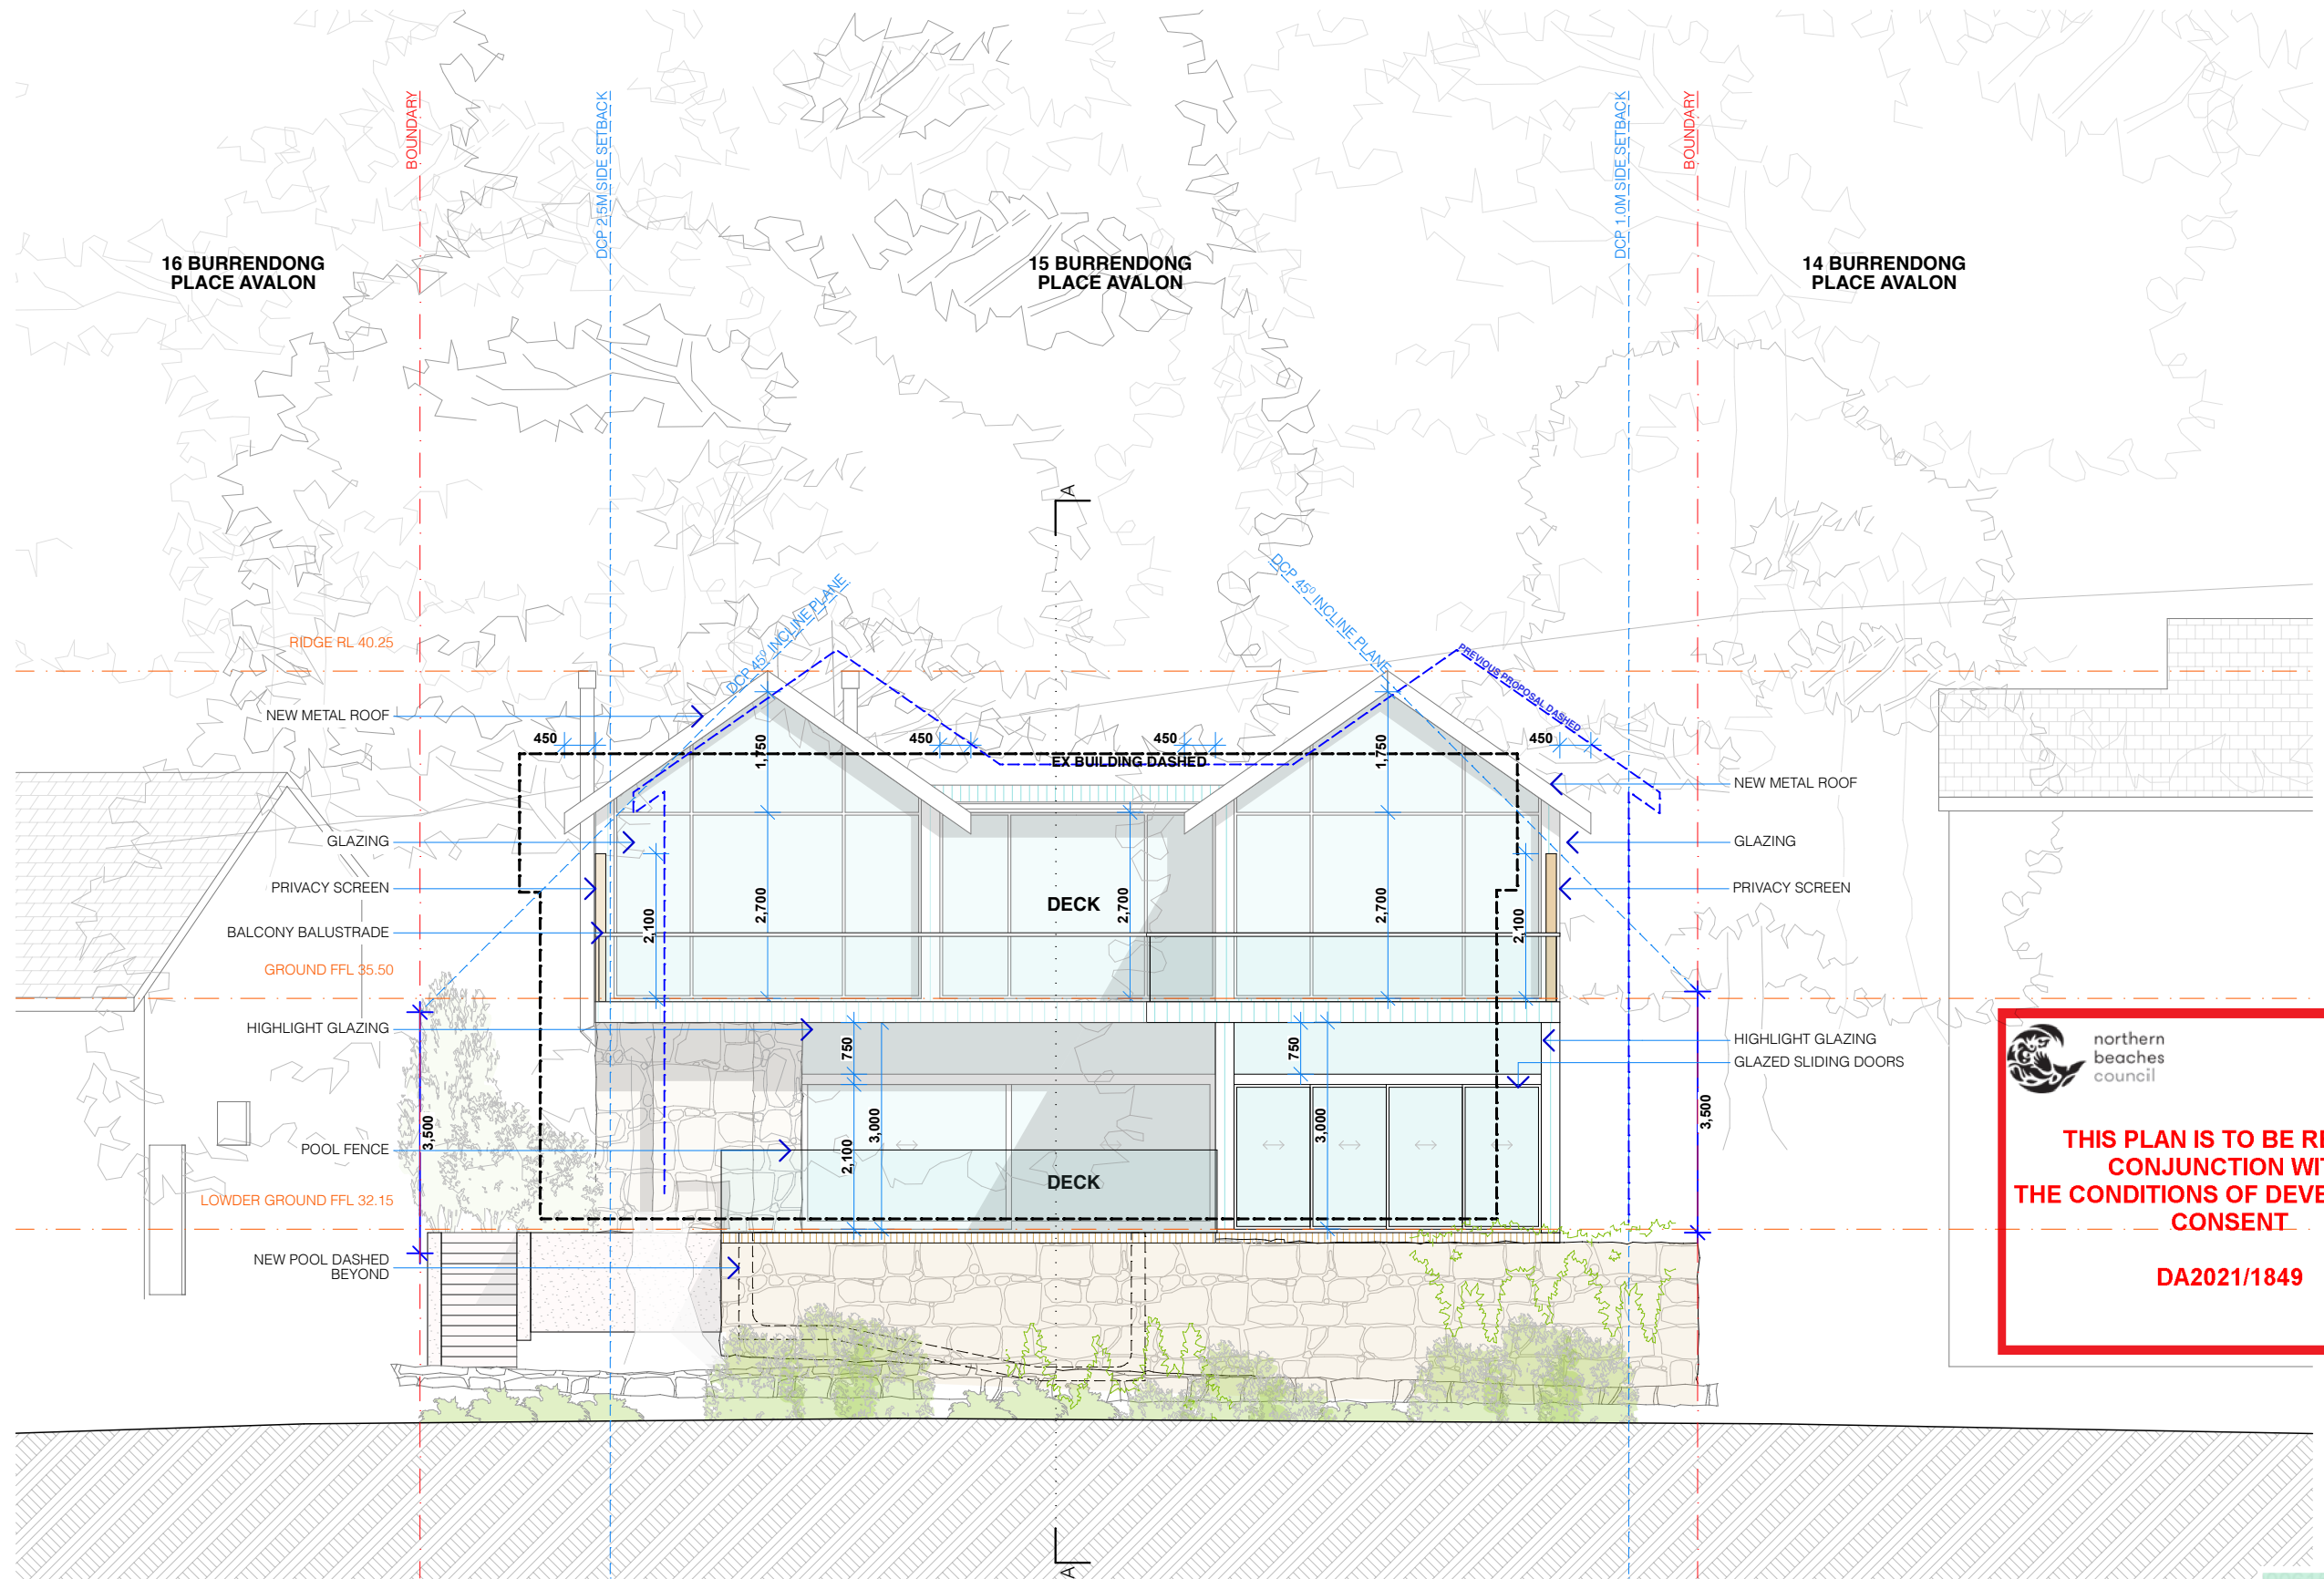 BOUNDARY
DCP 2.5M SIDE SETBACK
DCP 1.0M SIDE SETBACK
BOUNDARY
16 BURRENDONG
PLACE AVALON
15 BURRENDONG
PLACE AVALON
14 BURRENDONG
PLACE AVALON
A
DCP 45⁰ INCLINE PLANE
DCP 45⁰ INCLINE PLANE
RIDGE RL 40.25
PREVIOUS PROPOSAL DASHED
NEW METAL ROOF
450
450
450
450
1,750
1,750
EX BUILDING DASHED
NEW METAL ROOF
GLAZING
GLAZING
PRIVACY SCREEN
PRIVACY SCREEN
DECK
2,100
2,700
2,700
2,700
2,100
BALCONY BALUSTRADE
GROUND FFL 35.50
HIGHLIGHT GLAZING
750
750
HIGHLIGHT GLAZING
GLAZED SLIDING DOORS
3,500
2,100
3,000
3,000
3,500
POOL FENCE
DECK
LOWDER GROUND FFL 32.15
NEW POOL DASHED
BEYOND
A
northern
beaches
council
THIS PLAN IS TO BE RE
CONJUNCTION WIT
THE CONDITIONS OF DEVE
CONSENT
DA2021/1849